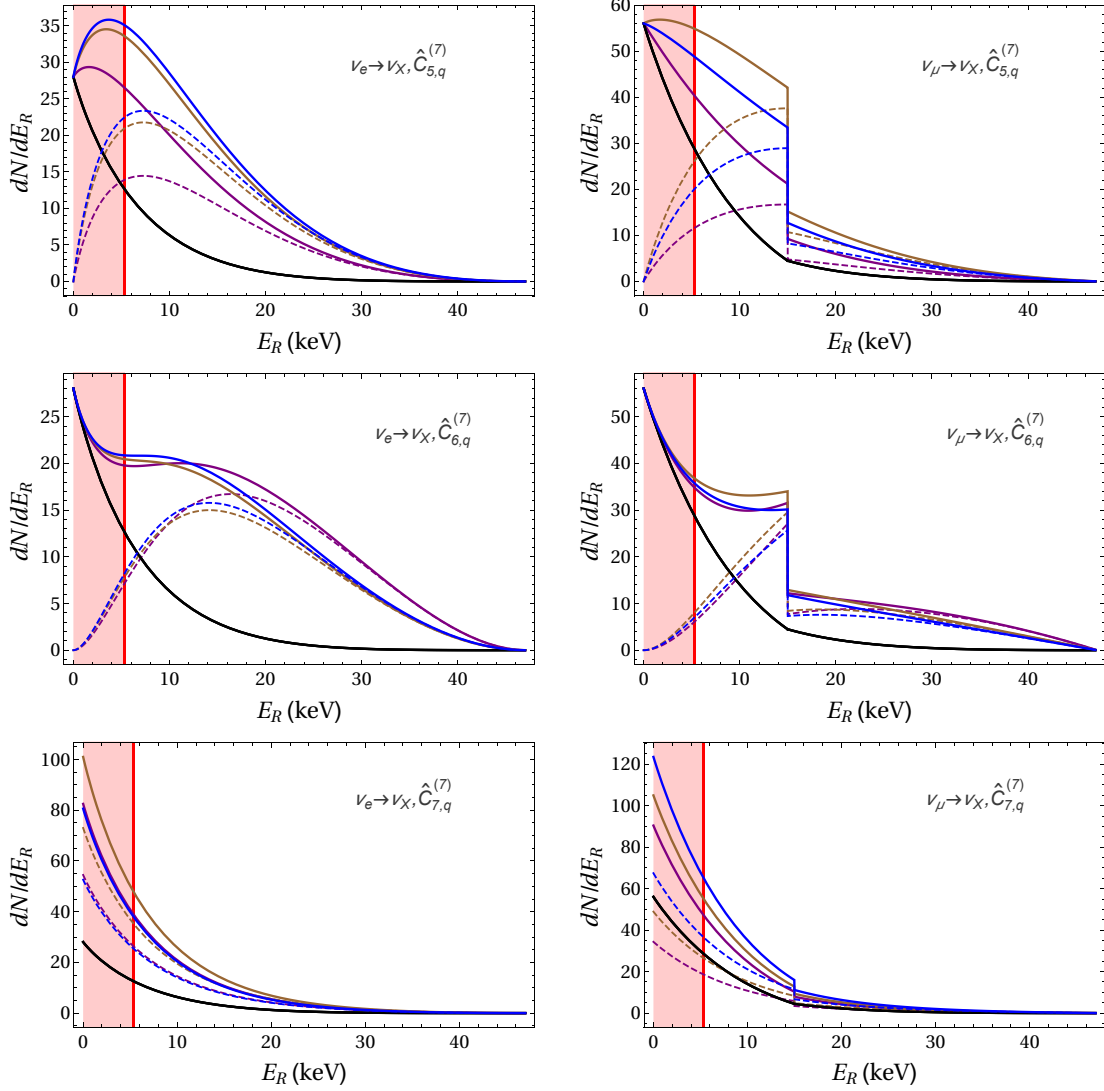 35
30
25
20
15
10
5
0
dN/dE_R
ν_e→ν_X, Ĉ_{5,q}^{(7)}
0 10 20 30 40
E_R (keV)
60
50
40
30
20
10
0
dN/dE_R
ν_μ→ν_X, Ĉ_{5,q}^{(7)}
0 10 20 30 40
E_R (keV)
25
20
15
10
5
0
dN/dE_R
ν_e→ν_X, Ĉ_{6,q}^{(7)}
0 10 20 30 40
E_R (keV)
50
40
30
20
10
0
dN/dE_R
ν_μ→ν_X, Ĉ_{6,q}^{(7)}
0 10 20 30 40
E_R (keV)
100
80
60
40
20
0
dN/dE_R
ν_e→ν_X, Ĉ_{7,q}^{(7)}
0 10 20 30 40
E_R (keV)
120
100
80
60
40
20
0
dN/dE_R
ν_μ→ν_X, Ĉ_{7,q}^{(7)}
0 10 20 30 40
E_R (keV)